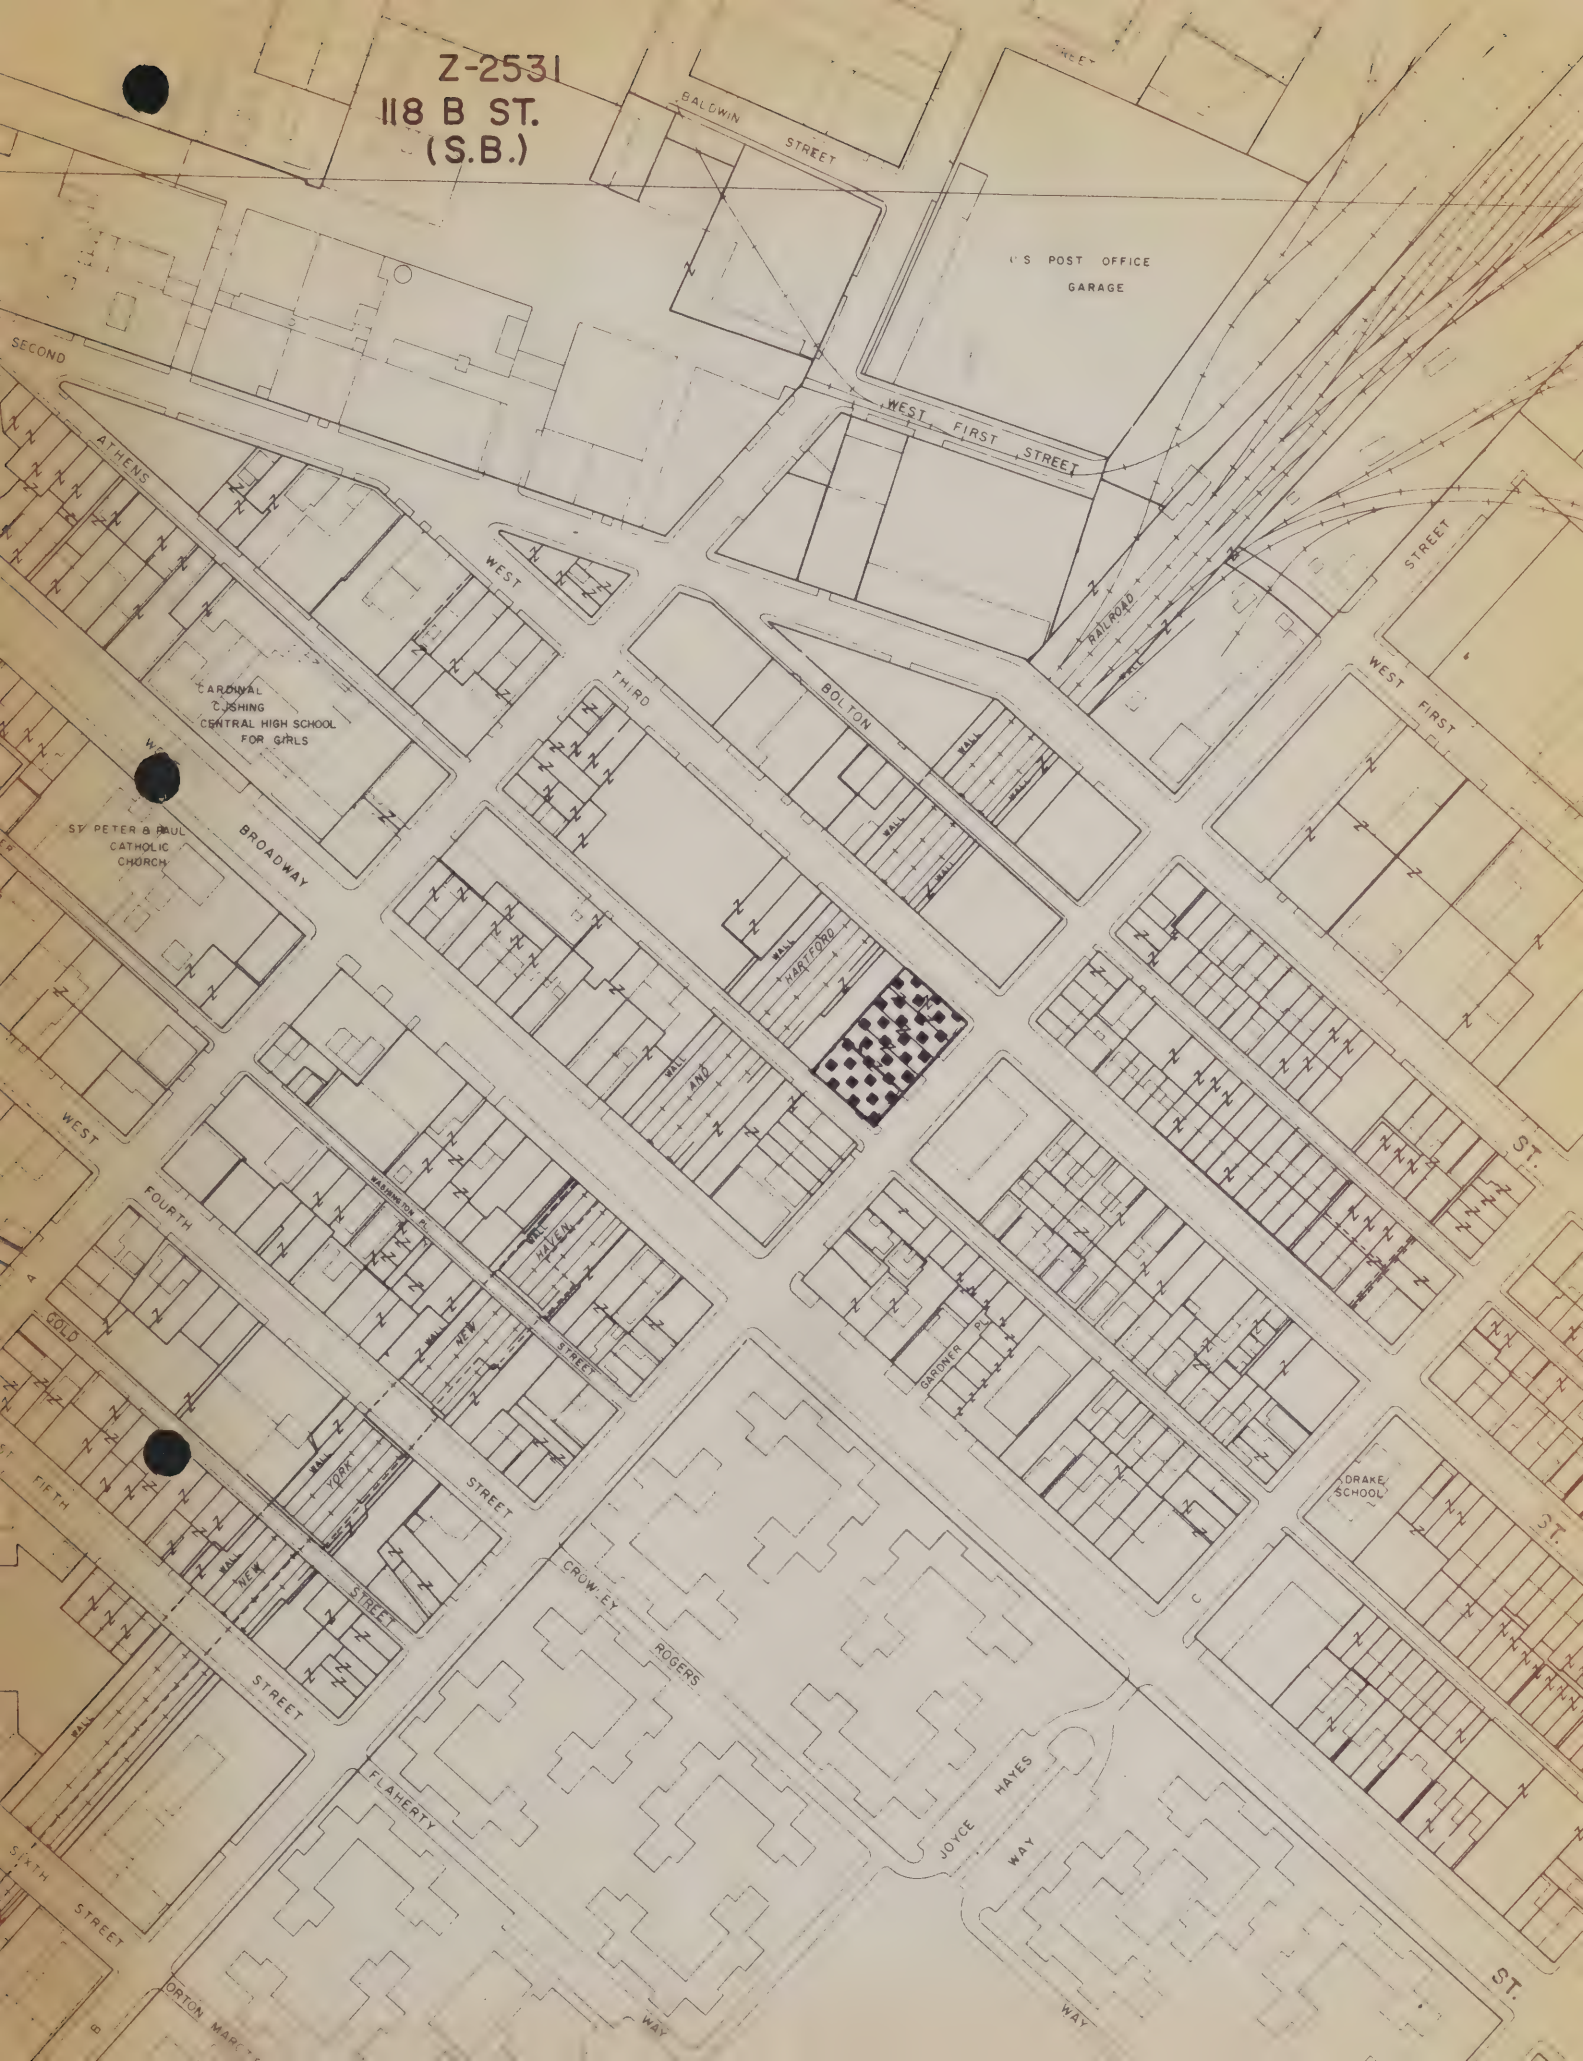 Z-2531
118 B ST.
(S.B.)
BALDWIN
STREET
S POST OFFICE
GARAGE
SECOND
ATHENS
WEST
FIRST
STREET
WEST
STREET
RAILROAD
WALL
THIRD
BOLTON
WEST
FIRST
CARDINAL
CUSHING
CENTRAL HIGH SCHOOL
FOR GIRLS
WALL
WALL
ST. PETER & PAUL
CATHOLIC
CHURCH
BROADWAY
WALL
WALL
WALL
HARTFORD
WALL
AND
WEST
ST.
FOURTH
WASHINGTON PL.
WALL
HAVEN
A
GOLD
WALL
NEW
STREET
GARDNER PL.
WALL
YORK
STREET
DRAKE
SCHOOL
ST.
FIFTH
WALL
NEW
STREET
CROWLEY
ROGERS
C
STREET
WALL
FLAHERTY
JOYCE
HAYES
WAY
SIXTH
STREET
ST.
ORTON
B
WAY
WAY